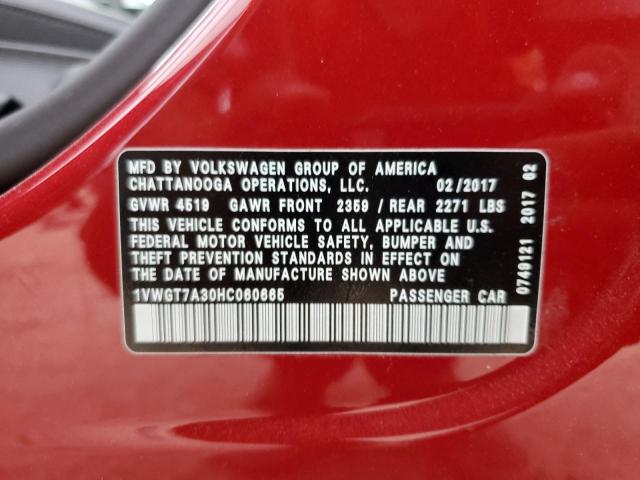 MFD BY VOLKSWAGEN GROUP OF AMERICA
CHATTANOOGA OPERATIONS, LLC. 02/2017
GVWR 4519 GAWR FRONT 2359 / REAR 2271 LBS
THIS VEHICLE CONFORMS TO ALL APPLICABLE U.S.
FEDERAL MOTOR VEHICLE SAFETY, BUMPER AND
THEFT PREVENTION STANDARDS IN EFFECT ON
THE DATE OF MANUFACTURE SHOWN ABOVE
1VWGT7A30HC060665 PASSENGER CAR
0749121 2017 02